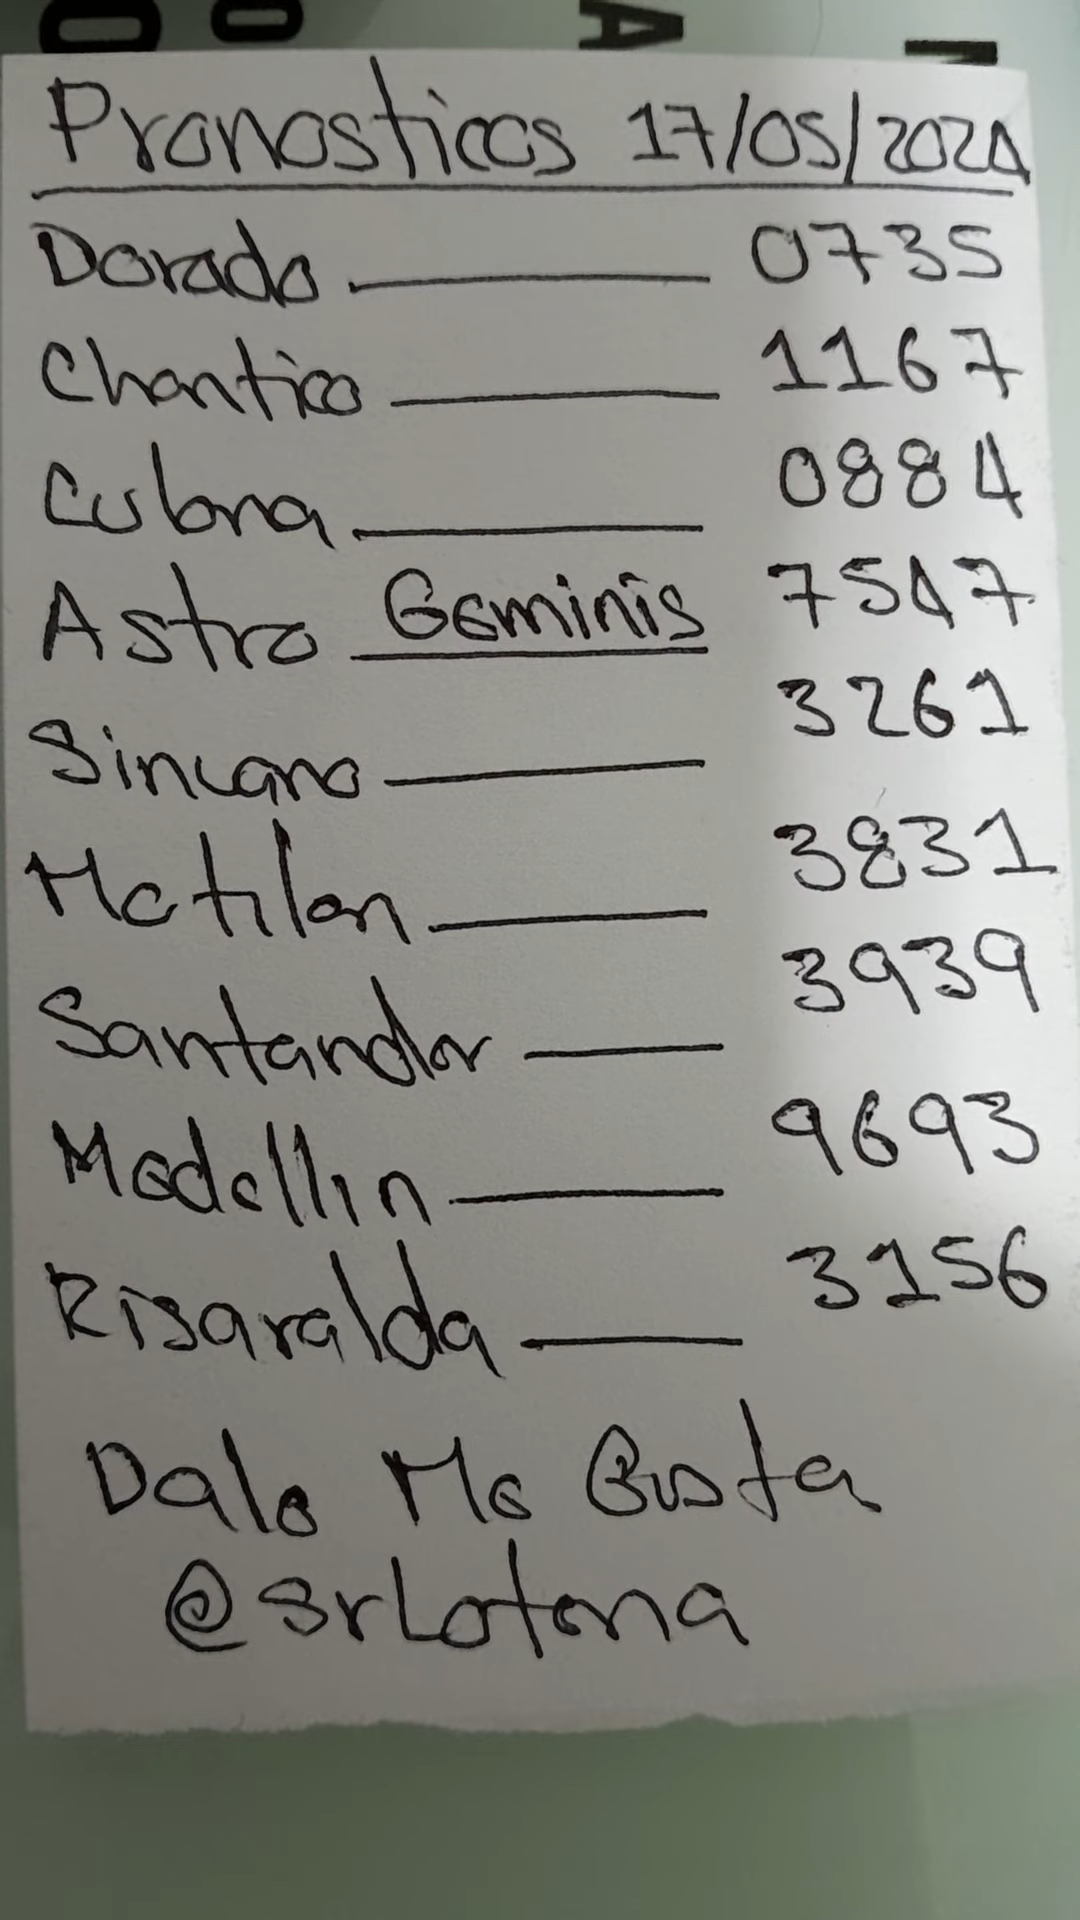 Pronosticos 17/05/2024
Dorado 0735
Chontico 1167
Culona 0884
Astro Geminis 7547
Sinuano 3261
Motilon 3831
Santander 3939
Medellin 9693
Risaralda 3156
Dale Me Gusta
@srLotona